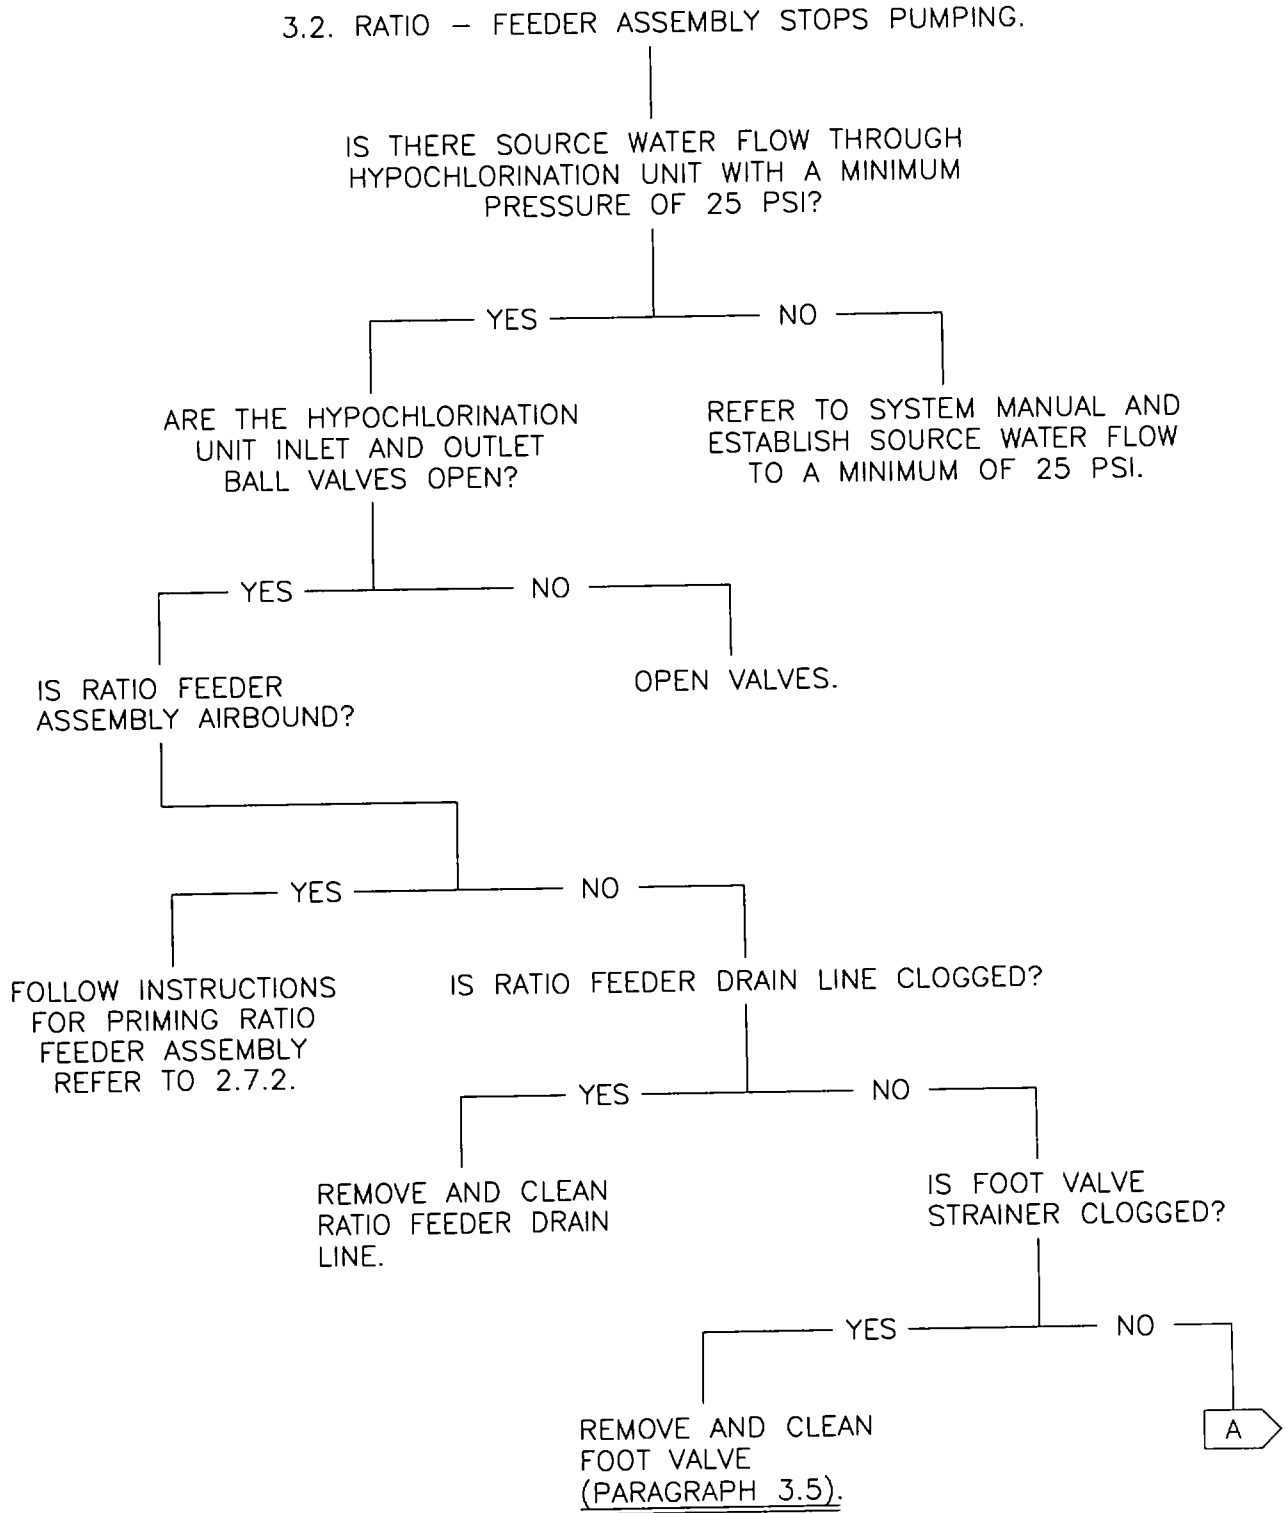 3.2. RATIO – FEEDER ASSEMBLY STOPS PUMPING.
IS THERE SOURCE WATER FLOW THROUGH
HYPOCHLORINATION UNIT WITH A MINIMUM
PRESSURE OF 25 PSI?
YES
NO
ARE THE HYPOCHLORINATION
UNIT INLET AND OUTLET
BALL VALVES OPEN?
REFER TO SYSTEM MANUAL AND
ESTABLISH SOURCE WATER FLOW
TO A MINIMUM OF 25 PSI.
YES
NO
IS RATIO FEEDER
ASSEMBLY AIRBOUND?
OPEN VALVES.
YES
NO
FOLLOW INSTRUCTIONS
FOR PRIMING RATIO
FEEDER ASSEMBLY
REFER TO 2.7.2.
IS RATIO FEEDER DRAIN LINE CLOGGED?
YES
NO
REMOVE AND CLEAN
RATIO FEEDER DRAIN
LINE.
IS FOOT VALVE
STRAINER CLOGGED?
YES
NO
REMOVE AND CLEAN
FOOT VALVE
(PARAGRAPH 3.5).
A